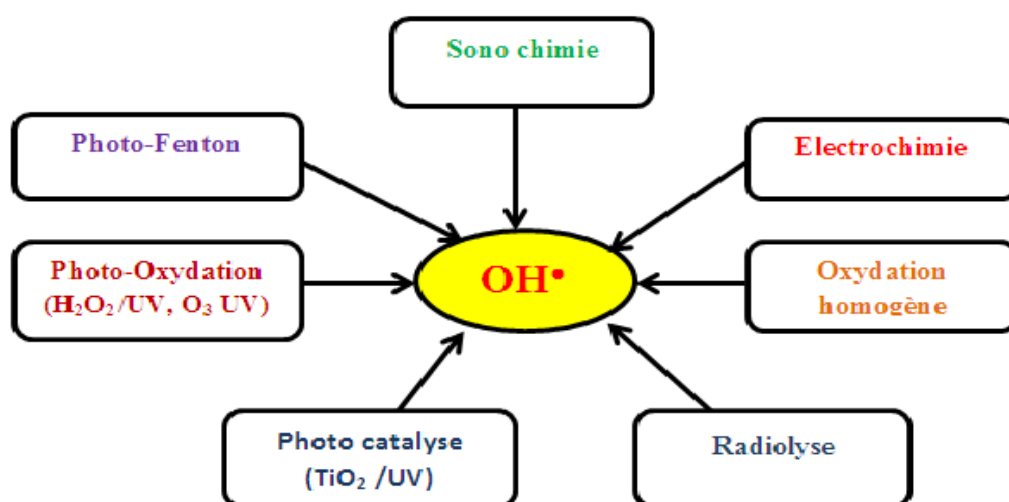 Sono chimie
Photo-Fenton
Electrochimie
Photo-Oxydation
(H₂O₂/UV, O₃ UV)
OH•
Oxydation
homogène
Photo catalyse
(TiO₂ /UV)
Radiolyse